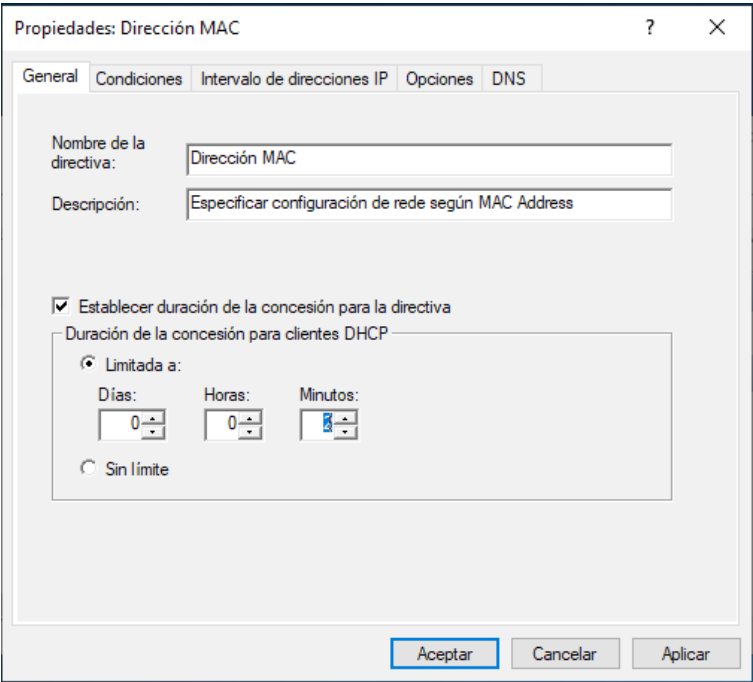 Propiedades: Dirección MAC
?
General Condiciones Intervalo de direcciones IP Opciones DNS
Nombre de la
directiva:
Dirección MAC
Descripción:
Especificar configuración de rede según MAC Address
Establecer duración de la concesión para la directiva
Duración de la concesión para clientes DHCP
Limitada a:
Días: Horas: Minutos:
0 0
Sin límite
Aceptar Cancelar Aplicar